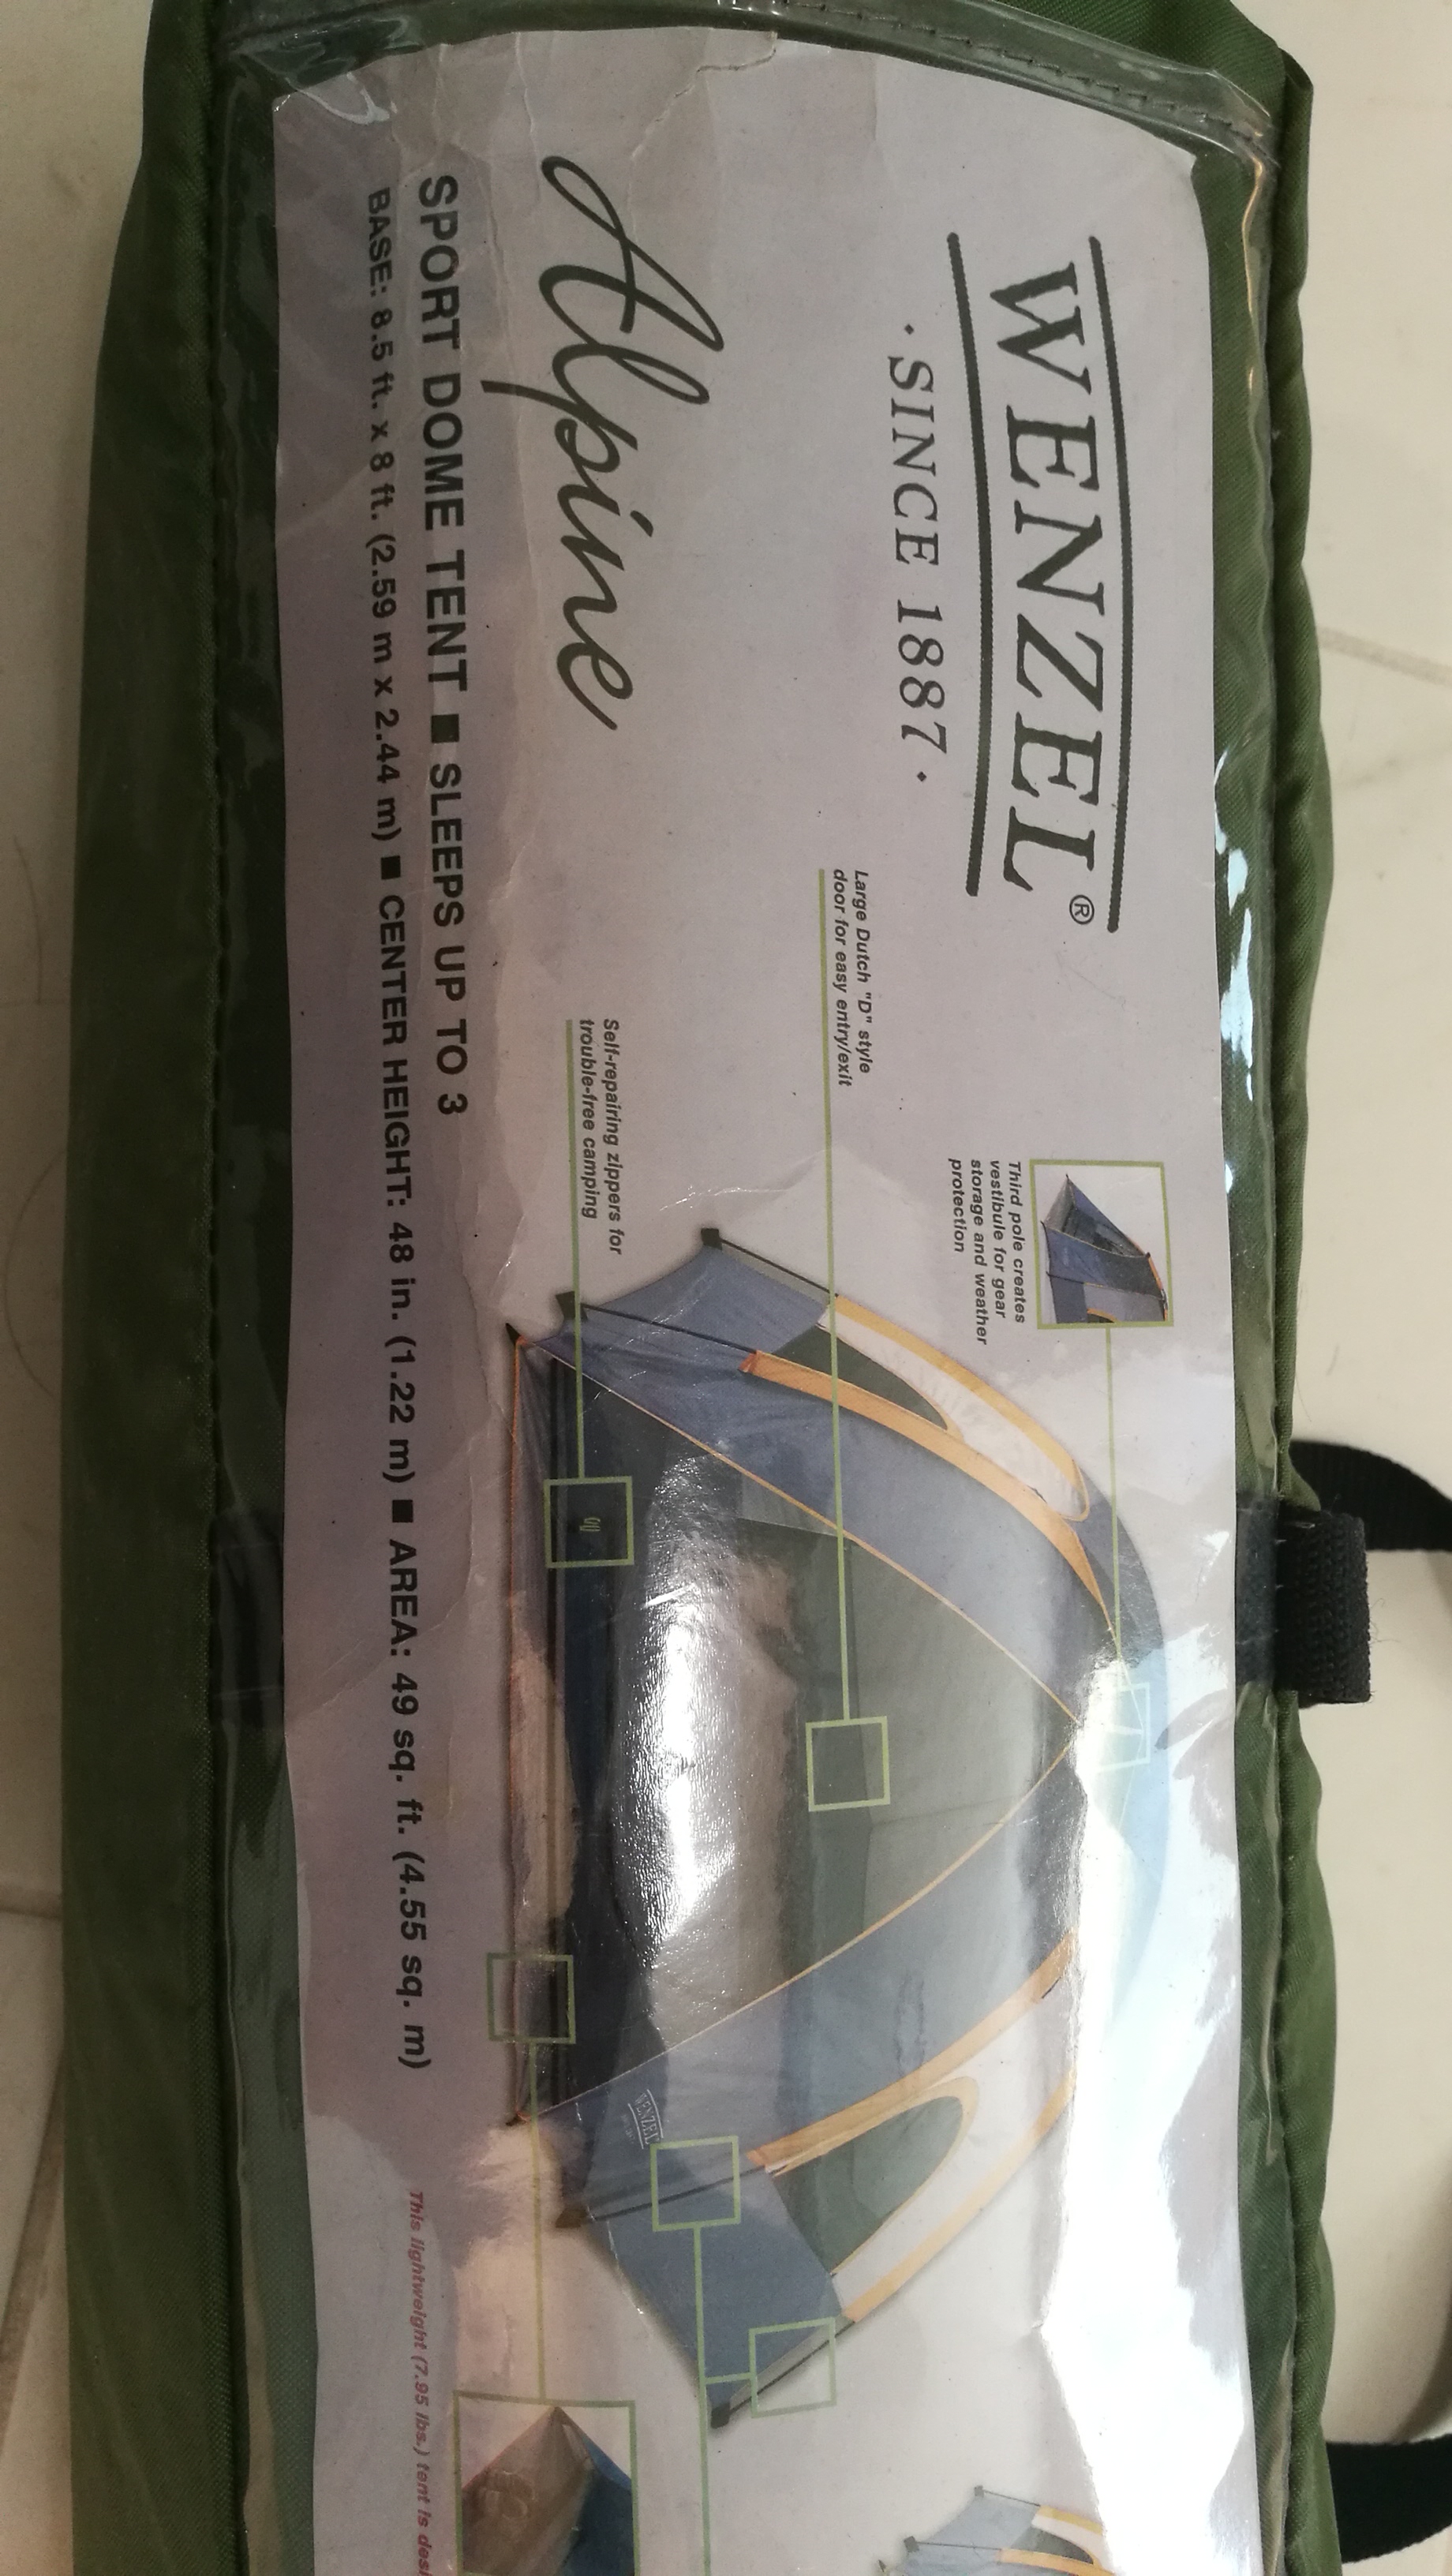 WENZEL®
· SINCE 1887 ·
Third pole creates
vestibule for gear
storage and weather
protection
Large Dutch "D" style
door for easy entry/exit
Self-repairing zippers for
trouble-free camping
Alpine
SPORT DOME TENT ■ SLEEPS UP TO 3
BASE: 8.5 ft. x 8 ft. (2.59 m x 2.44 m) ■ CENTER HEIGHT: 48 in. (1.22 m) ■ AREA: 49 sq. ft. (4.55 sq. m)
WENZEL
This lightweight (7.95 lbs.) tent is